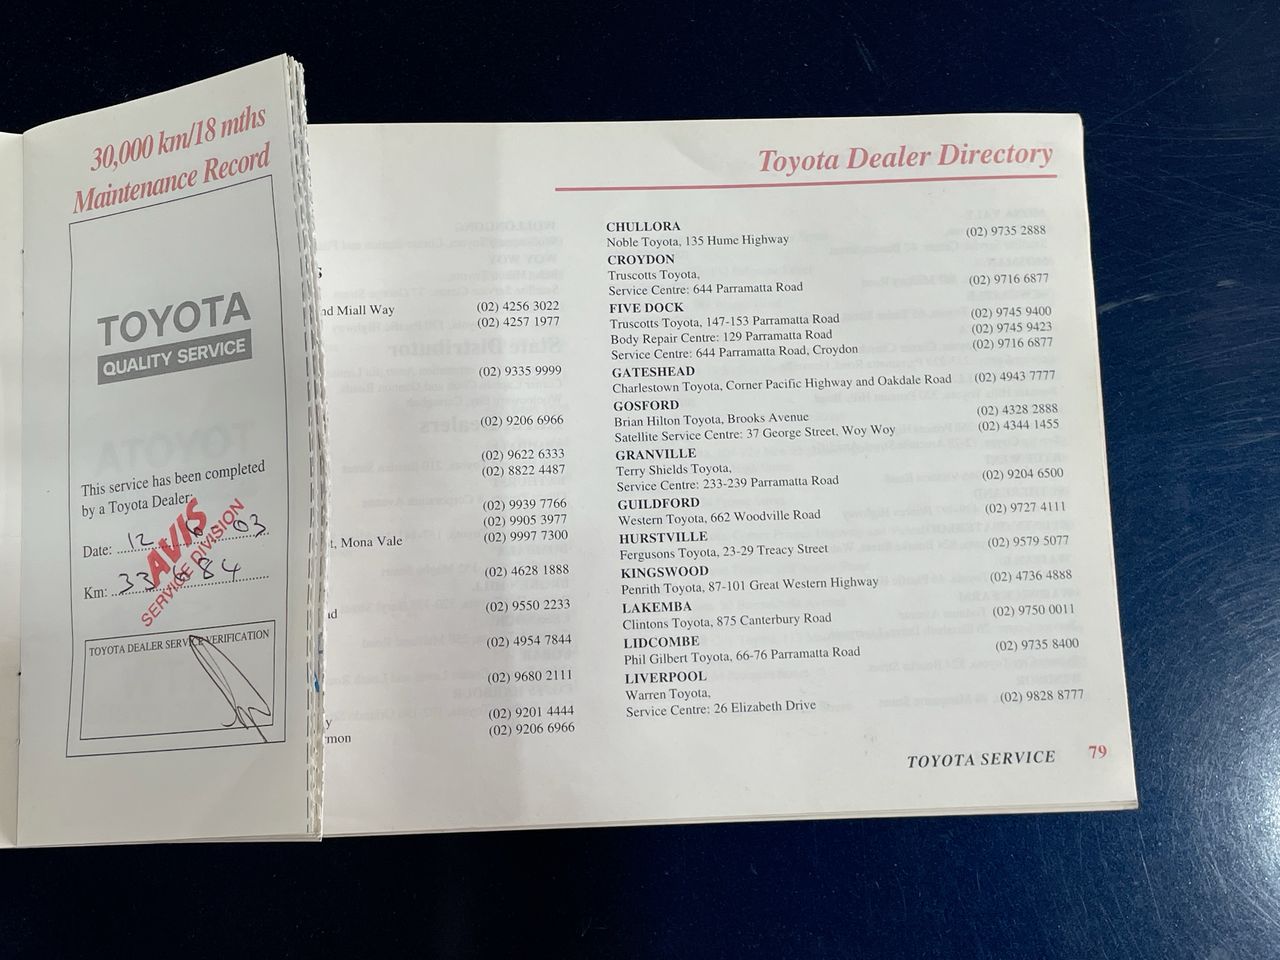 30,000 km/18 mths
Maintenance Record
TOYOTA
QUALITY SERVICE
This service has been completed
by a Toyota Dealer:
Date: 12 6 03
Km: 33 684
AVIS
SERVICE DIVISION
TOYOTA DEALER SERVICE VERIFICATION
Toyota Dealer Directory
Miall Way (02) 4256 3022
(02) 4257 1977
(02) 9335 9999
(02) 9206 6966
(02) 9622 6333
(02) 8822 4487
(02) 9939 7766
(02) 9905 3977
Mona Vale (02) 9997 7300
(02) 4628 1888
(02) 9550 2233
(02) 4954 7844
(02) 9680 2111
(02) 9201 4444
(02) 9206 6966
CHULLORA
Noble Toyota, 135 Hume Highway (02) 9735 2888
CROYDON
Truscotts Toyota,
Service Centre: 644 Parramatta Road (02) 9716 6877
FIVE DOCK
Truscotts Toyota, 147-153 Parramatta Road (02) 9745 9400
Body Repair Centre: 129 Parramatta Road (02) 9745 9423
Service Centre: 644 Parramatta Road, Croydon (02) 9716 6877
GATESHEAD
Charlestown Toyota, Corner Pacific Highway and Oakdale Road (02) 4943 7777
GOSFORD
Brian Hilton Toyota, Brooks Avenue (02) 4328 2888
Satellite Service Centre: 37 George Street, Woy Woy (02) 4344 1455
GRANVILLE
Terry Shields Toyota,
Service Centre: 233-239 Parramatta Road (02) 9204 6500
GUILDFORD
Western Toyota, 662 Woodville Road (02) 9727 4111
HURSTVILLE
Fergusons Toyota, 23-29 Treacy Street (02) 9579 5077
KINGSWOOD
Penrith Toyota, 87-101 Great Western Highway (02) 4736 4888
LAKEMBA
Clintons Toyota, 875 Canterbury Road (02) 9750 0011
LIDCOMBE
Phil Gilbert Toyota, 66-76 Parramatta Road (02) 9735 8400
LIVERPOOL
Warren Toyota,
Service Centre: 26 Elizabeth Drive (02) 9828 8777
TOYOTA SERVICE 79